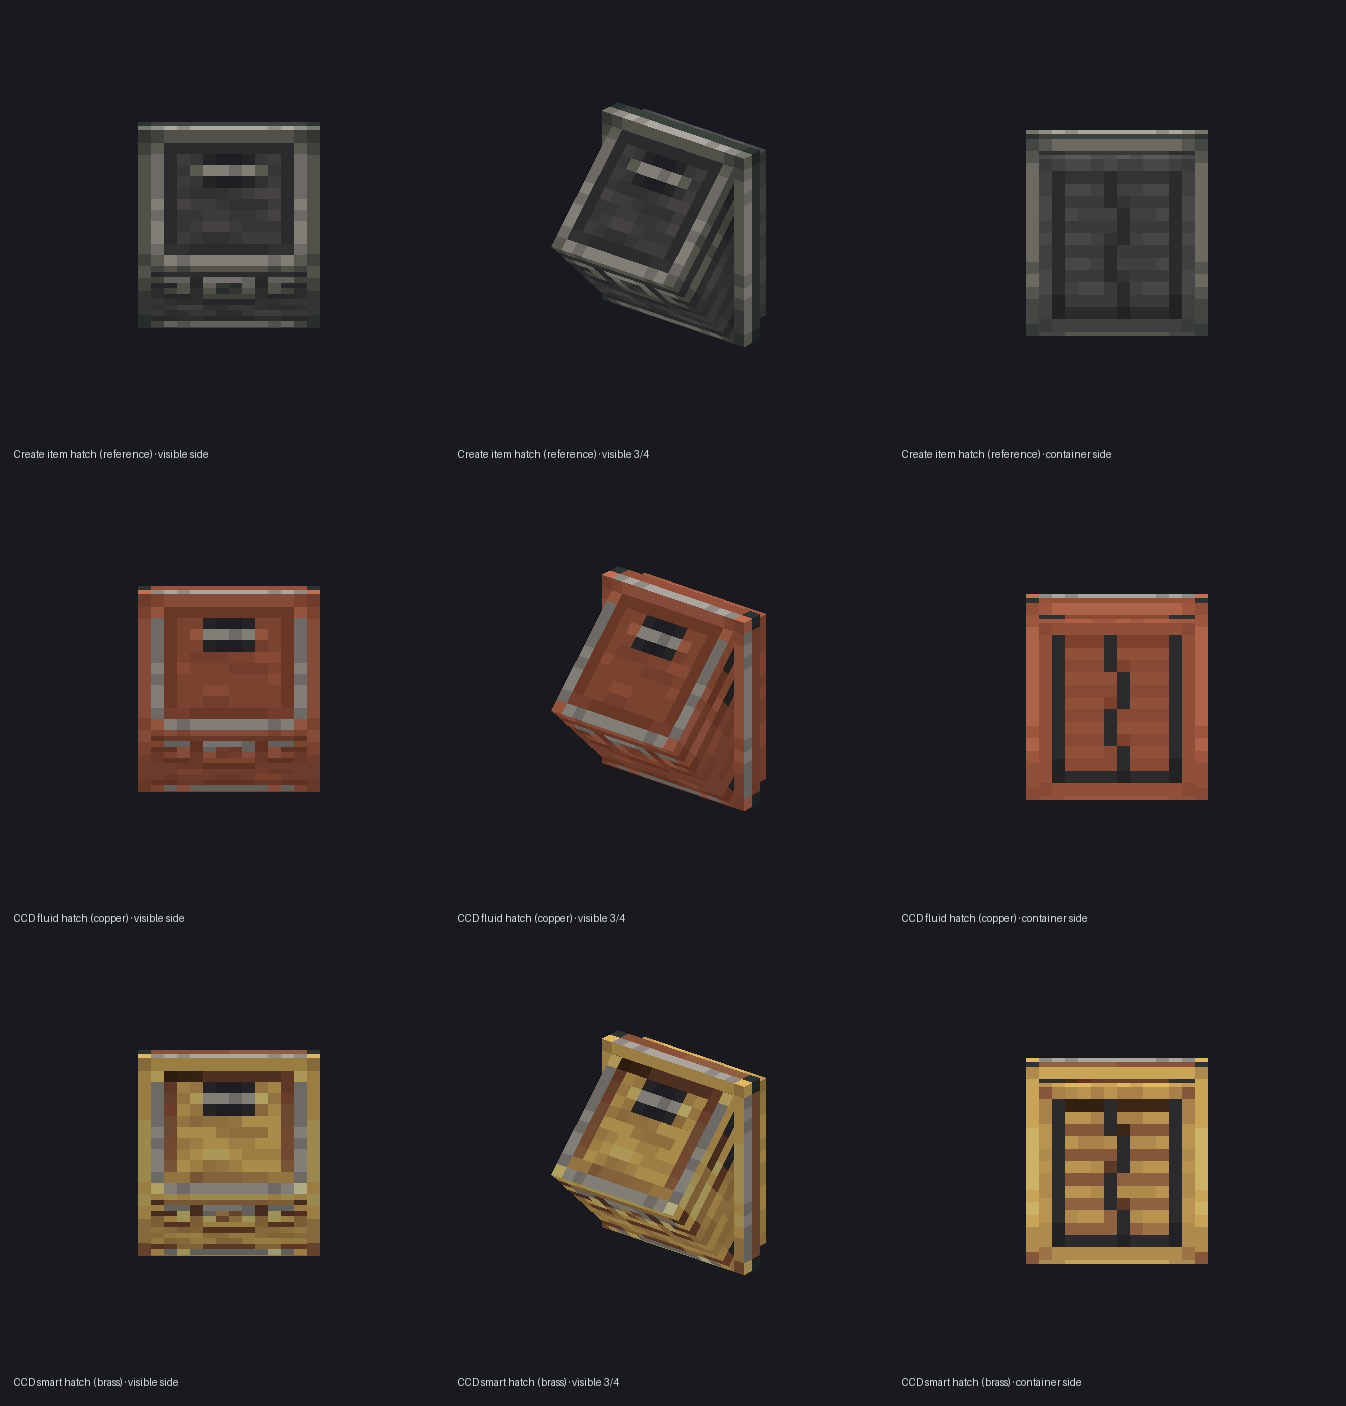 Create item hatch (reference) · visible side
Create item hatch (reference) · visible 3/4
Create item hatch (reference) · container side
CCD fluid hatch (copper) · visible side
CCD fluid hatch (copper) · visible 3/4
CCD fluid hatch (copper) · container side
CCD smart hatch (brass) · visible side
CCD smart hatch (brass) · visible 3/4
CCD smart hatch (brass) · container side